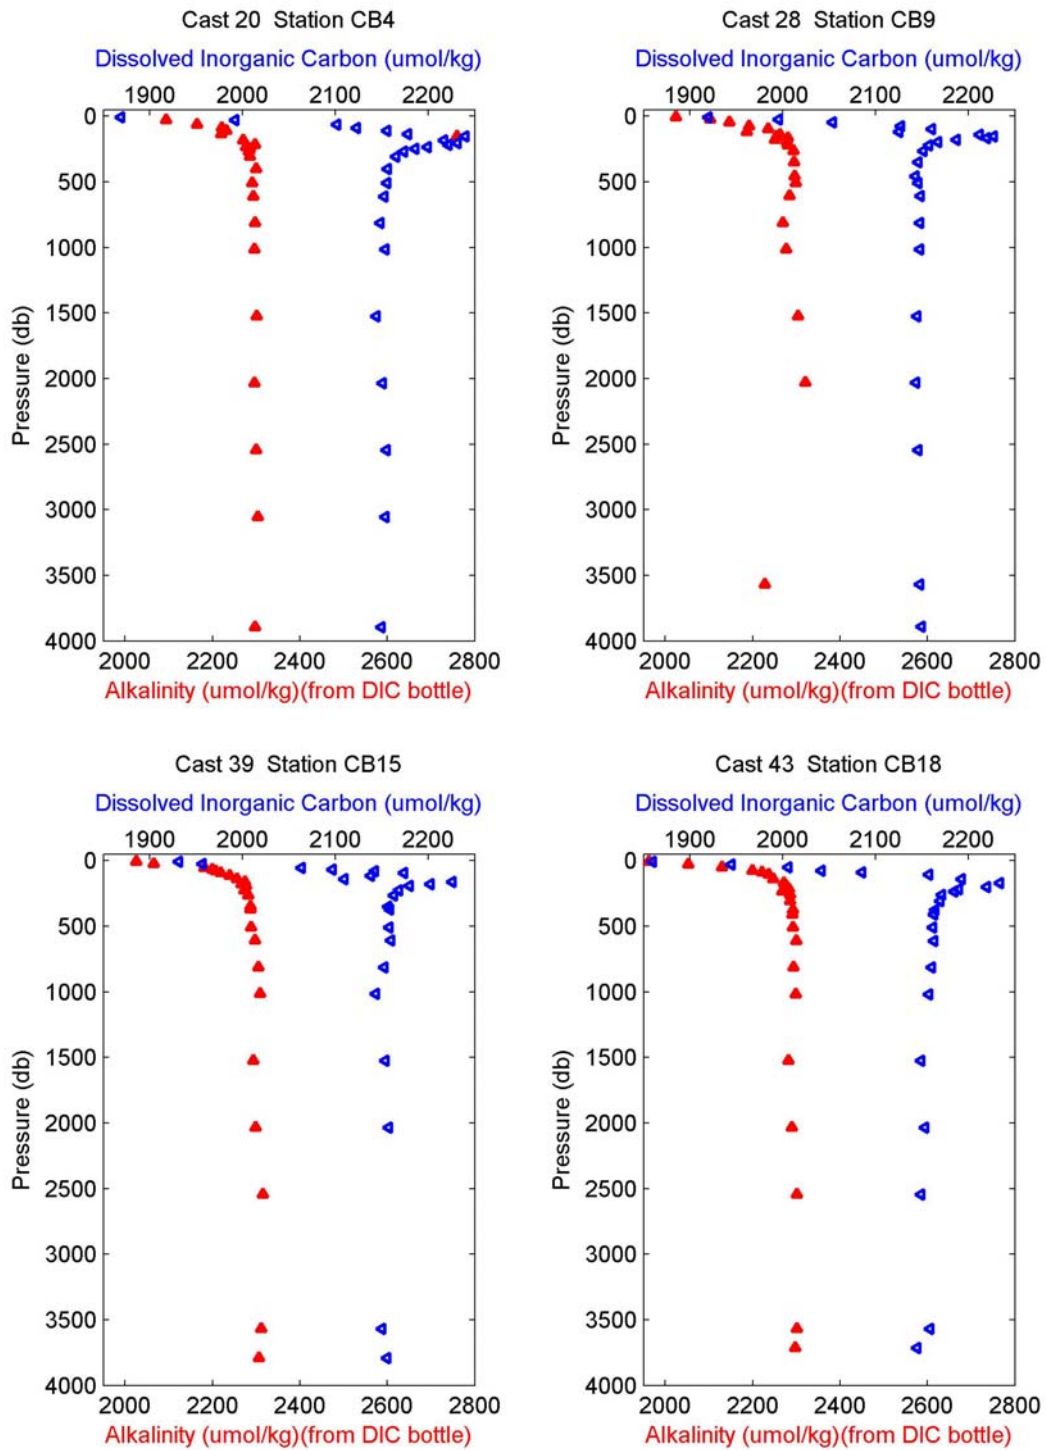 Cast 20  Station CB4
Dissolved Inorganic Carbon (umol/kg)
1900 2000 2100 2200
0
500
1000
1500
2000
2500
3000
3500
4000
Pressure (db)
2000 2200 2400 2600 2800
Alkalinity (umol/kg)(from DIC bottle)
Cast 28  Station CB9
Dissolved Inorganic Carbon (umol/kg)
1900 2000 2100 2200
0
500
1000
1500
2000
2500
3000
3500
4000
Pressure (db)
2000 2200 2400 2600 2800
Alkalinity (umol/kg)(from DIC bottle)
Cast 39  Station CB15
Dissolved Inorganic Carbon (umol/kg)
1900 2000 2100 2200
0
500
1000
1500
2000
2500
3000
3500
4000
Pressure (db)
2000 2200 2400 2600 2800
Alkalinity (umol/kg)(from DIC bottle)
Cast 43  Station CB18
Dissolved Inorganic Carbon (umol/kg)
1900 2000 2100 2200
0
500
1000
1500
2000
2500
3000
3500
4000
Pressure (db)
2000 2200 2400 2600 2800
Alkalinity (umol/kg)(from DIC bottle)